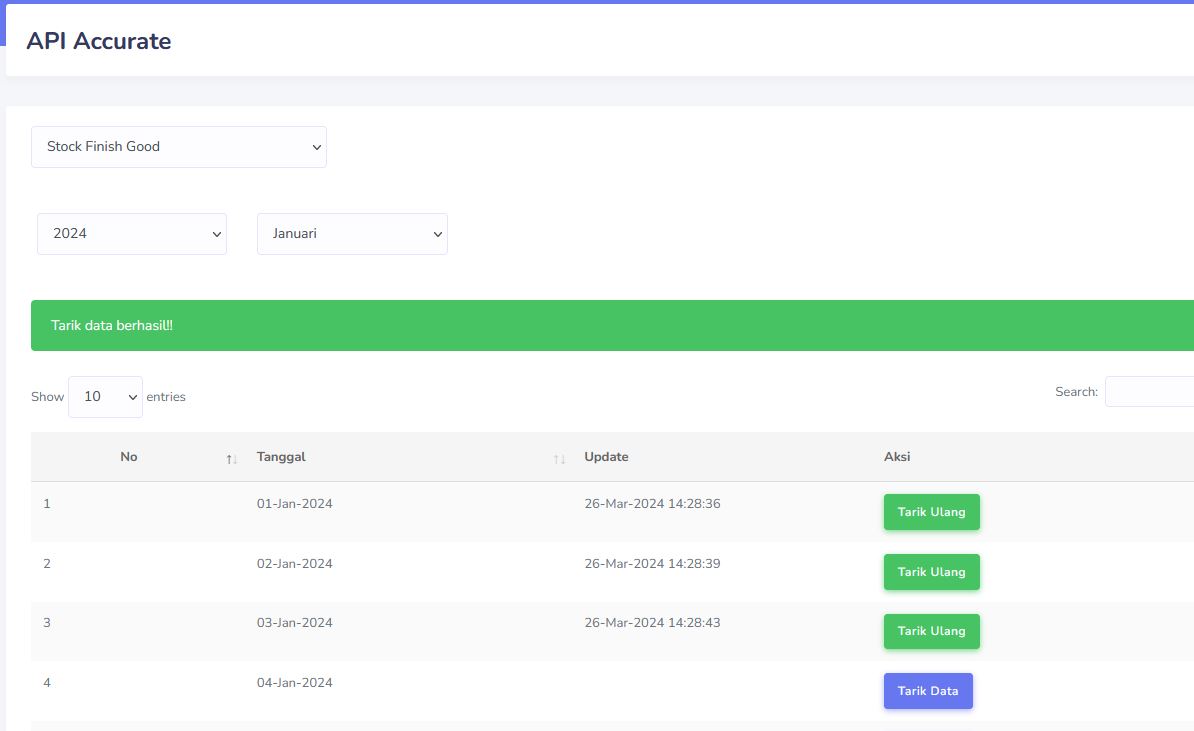 API Accurate
Stock Finish Good
2024 Januari
Tarik data berhasil!!
Show 10 entries Search:
No Tanggal Update Aksi
1 01-Jan-2024 26-Mar-2024 14:28:36 Tarik Ulang
2 02-Jan-2024 26-Mar-2024 14:28:39 Tarik Ulang
3 03-Jan-2024 26-Mar-2024 14:28:43 Tarik Ulang
4 04-Jan-2024 Tarik Data